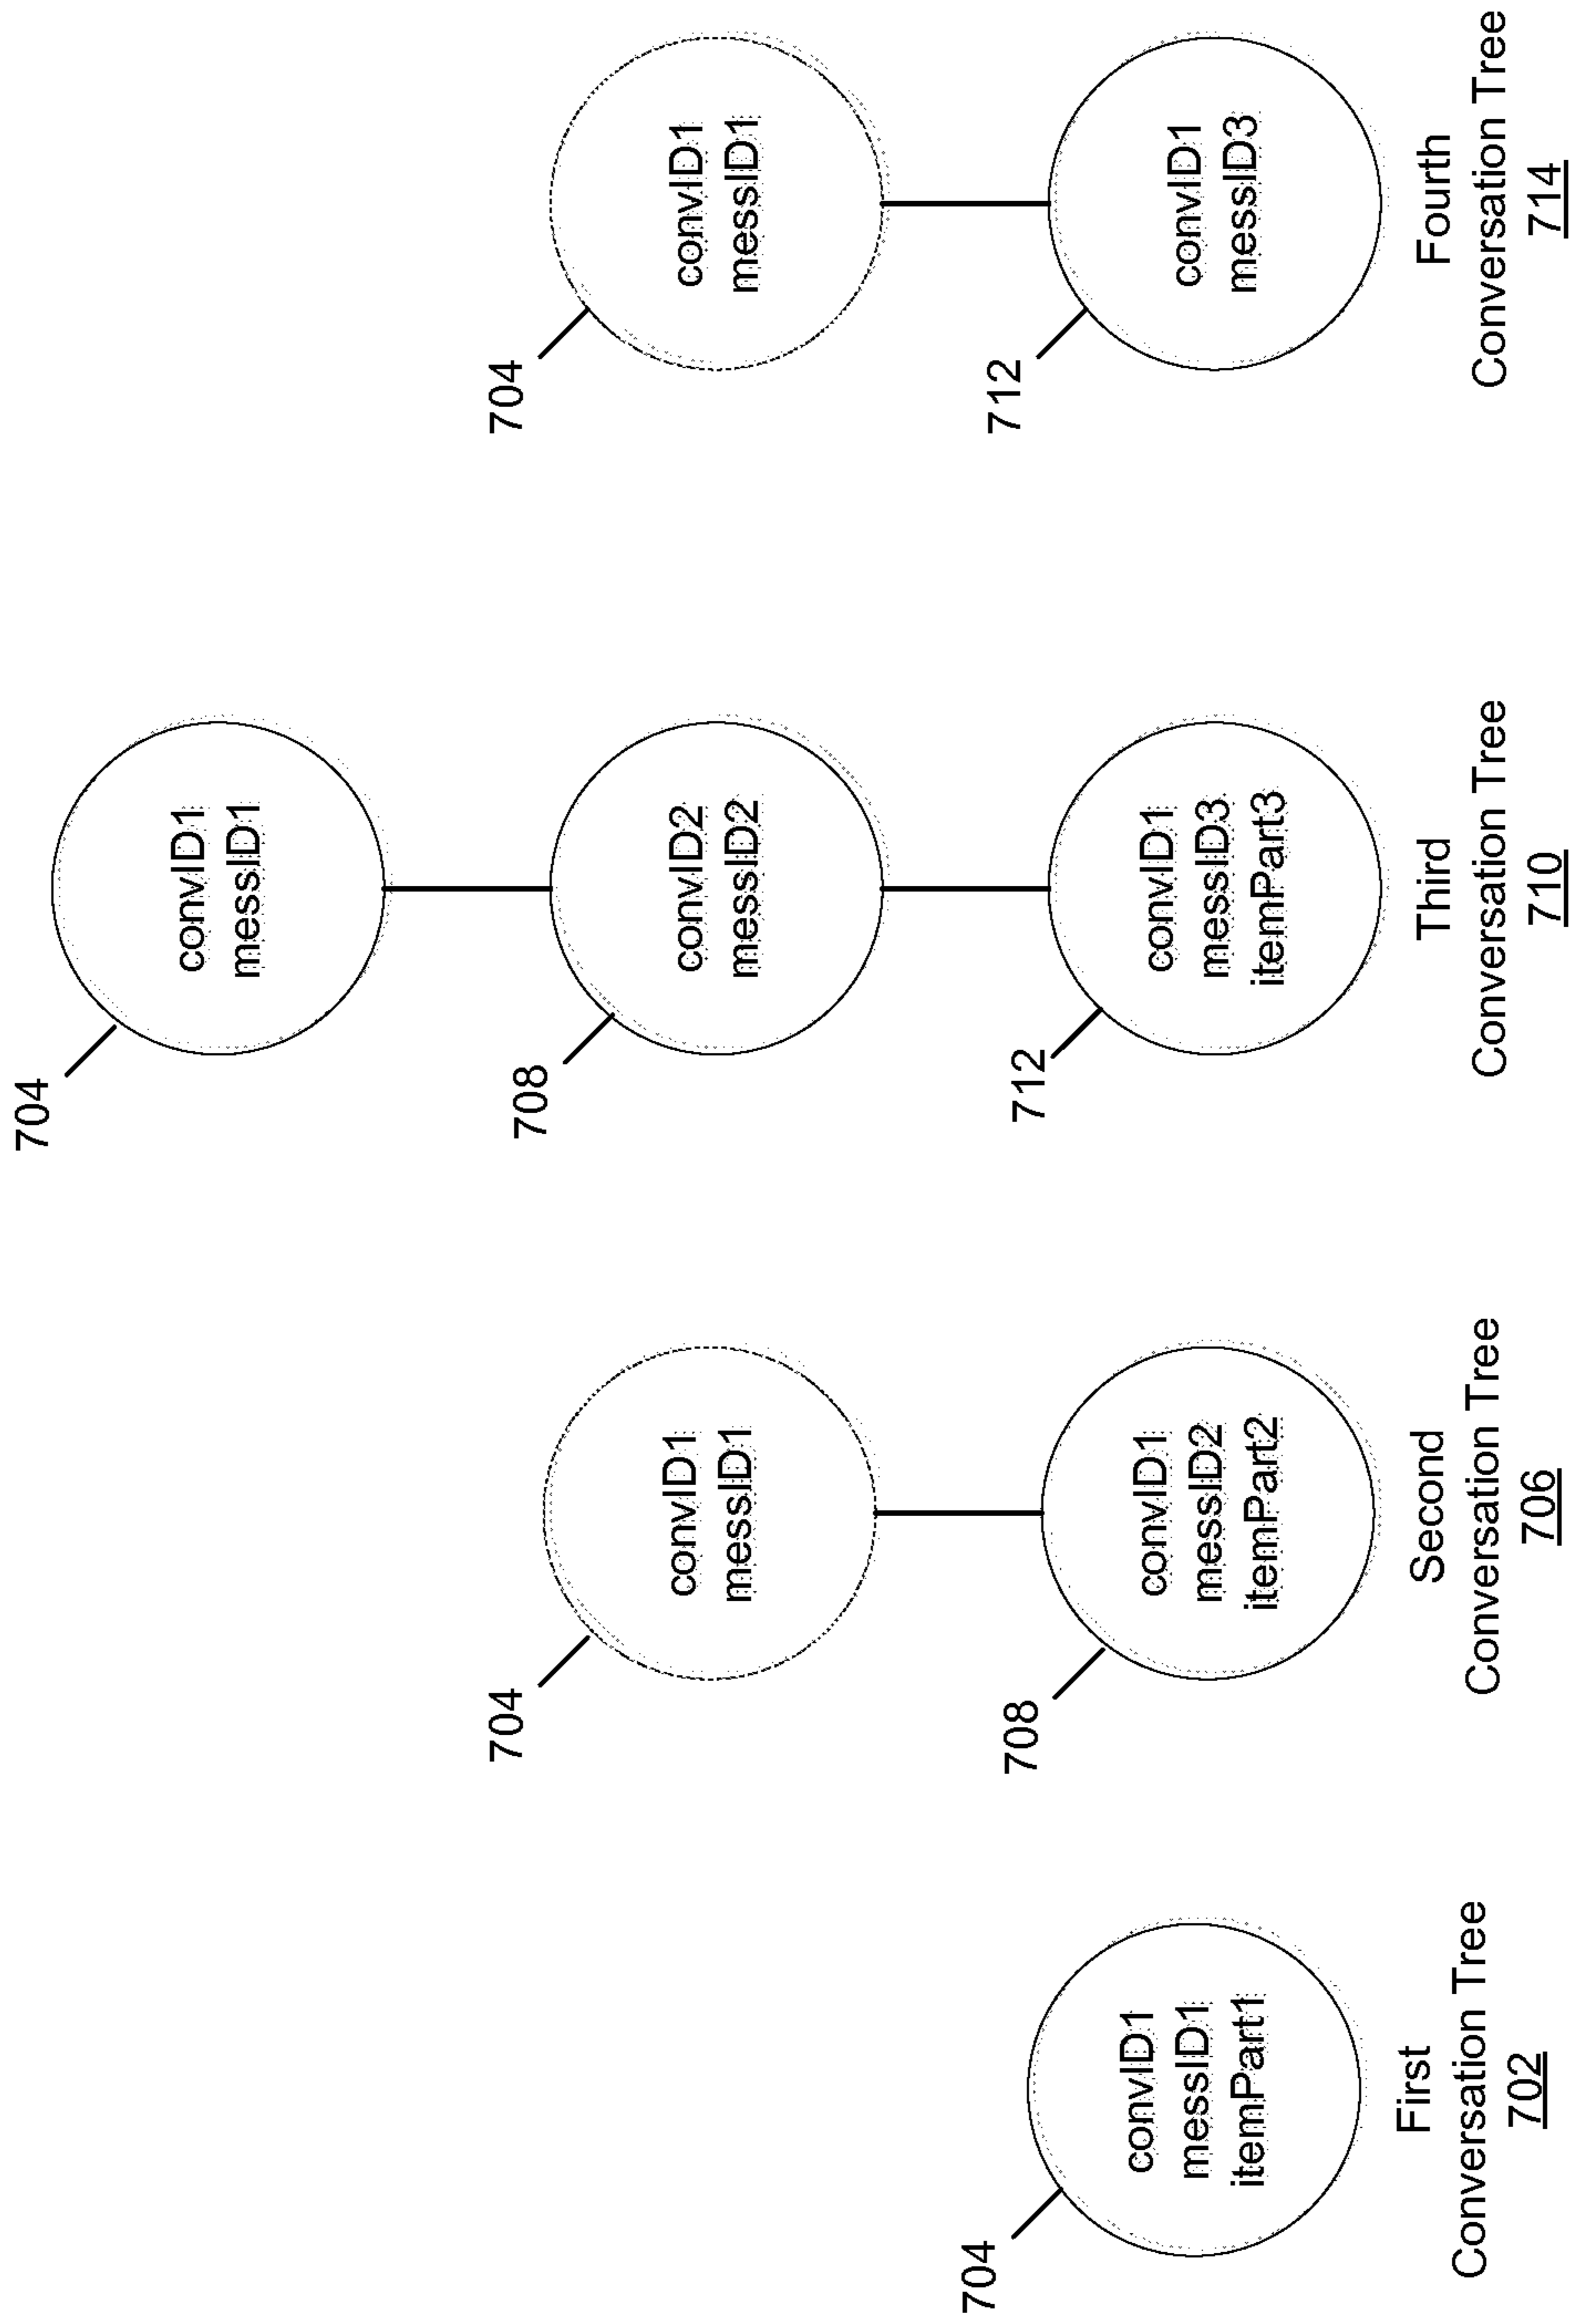 704
convID1
messID1
itemPart1
First
Conversation Tree
702
704
convID1
messID1
708
convID1
messID2
itemPart2
Second
Conversation Tree
706
704
convID1
messID1
708
convID2
messID2
712
convID1
messID3
itemPart3
Third
Conversation Tree
710
704
convID1
messID1
712
convID1
messID3
Fourth
Conversation Tree
714